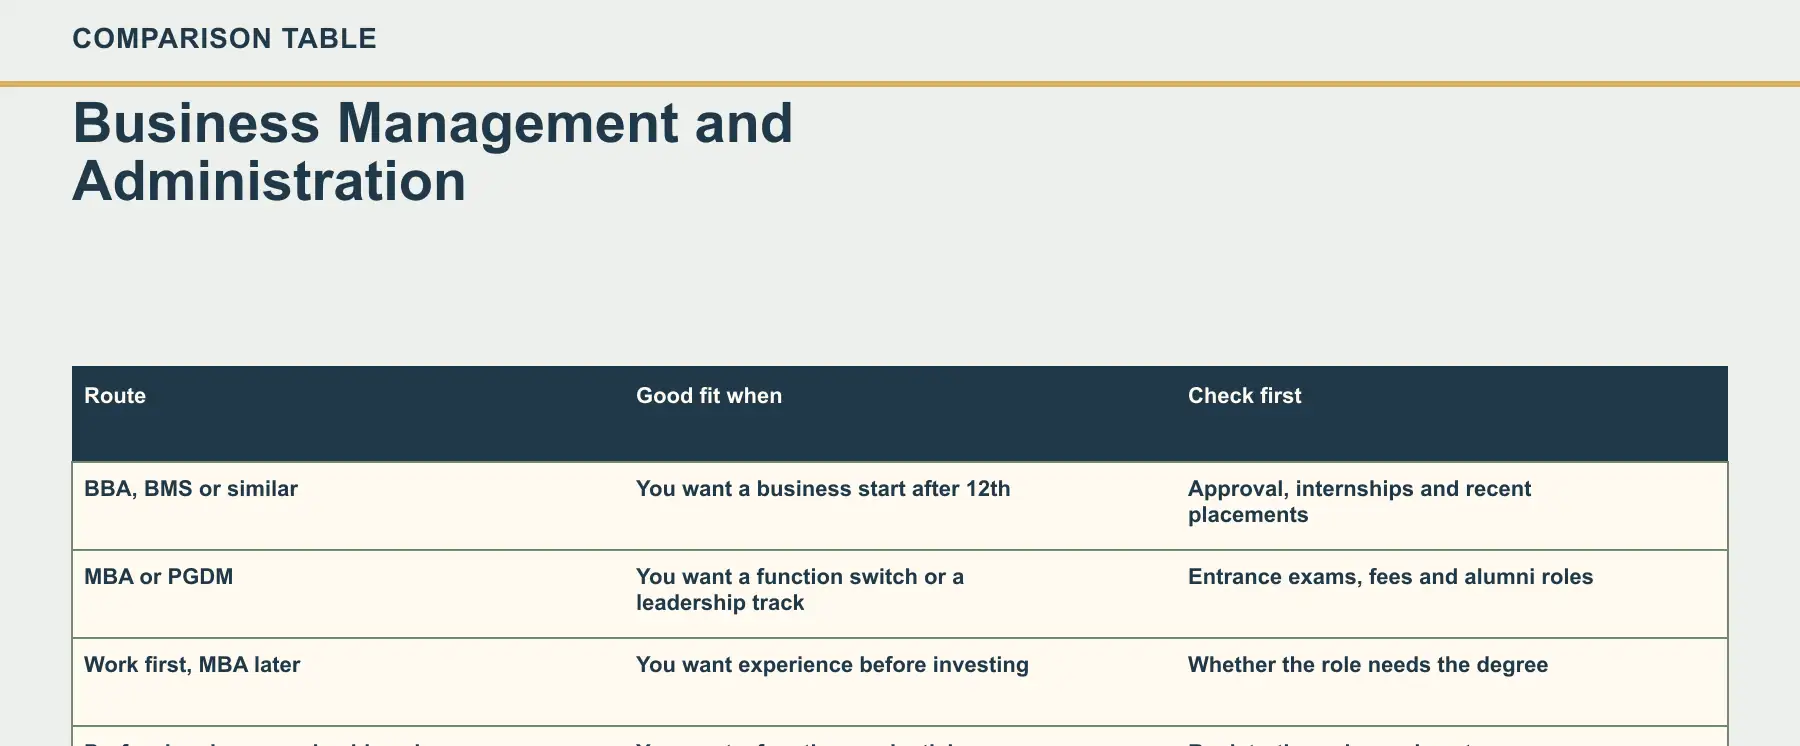 COMPARISON TABLE
Business Management and
Administration
Route
Good fit when
Check first
BBA, BMS or similar
You want a business start after 12th
Approval, internships and recent
placements
MBA or PGDM
You want a function switch or a
leadership track
Entrance exams, fees and alumni roles
Work first, MBA later
You want experience before investing
Whether the role needs the degree